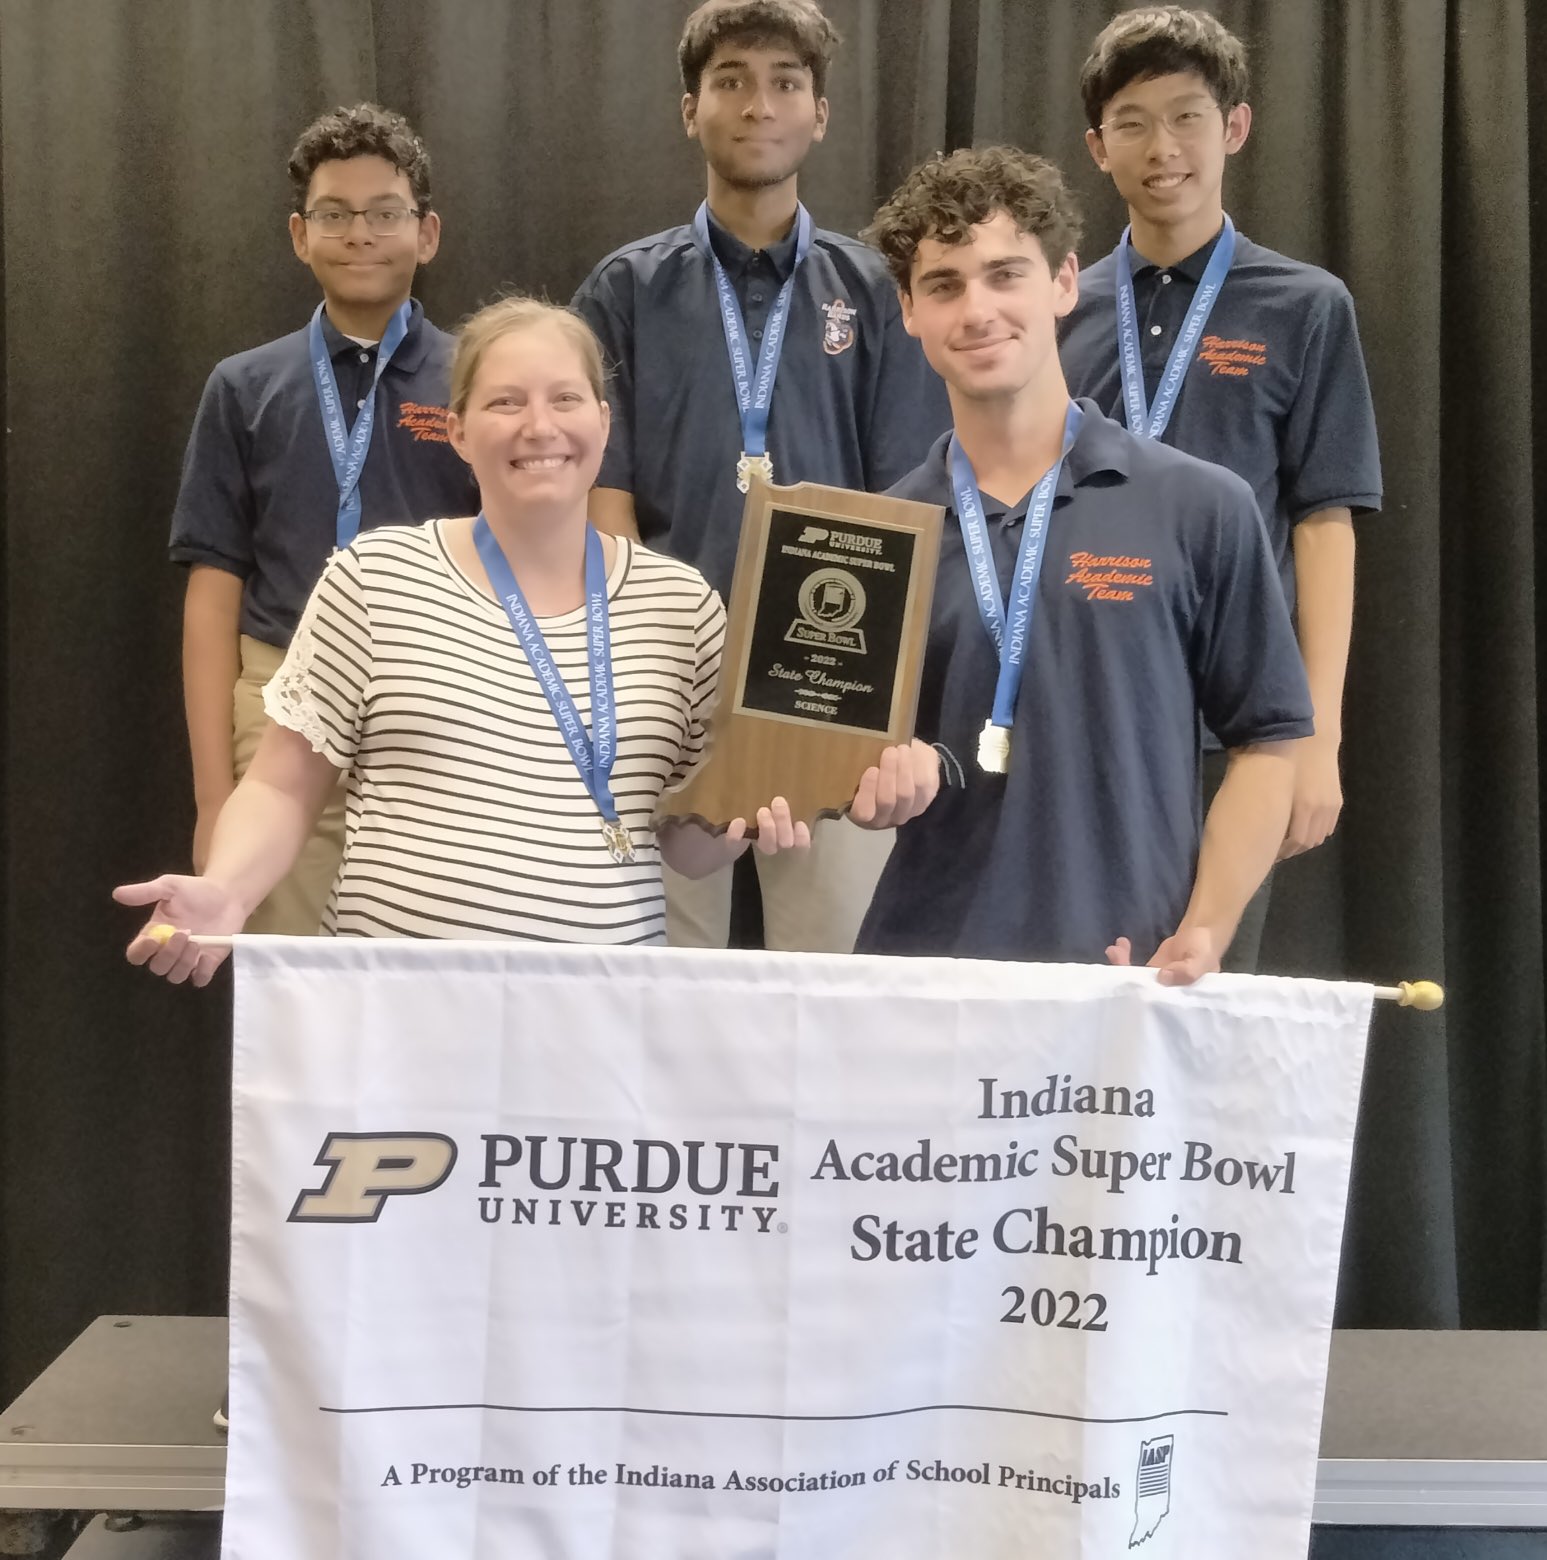 INDIANA ACADEMIC SUPER BOWL
INDIANA ACADEMIC
Harrison
Academic
Team
Harrison
Academic
Team
PURDUE
UNIVERSITY
INDIANA ACADEMIC SUPER BOWL
SUPER BOWL
- 2022 -
State Champion
SCIENCE
INDIANA ACADEMIC SUPER BOWL
INDIANA ACADEMIC SUPER BOWL
INDIANA ACADEMIC SUPER BOWL
Harrison
Academic
Team
P PURDUE
UNIVERSITY®
Indiana
Academic Super Bowl
State Champion
2022
A Program of the Indiana Association of School Principals
IASP